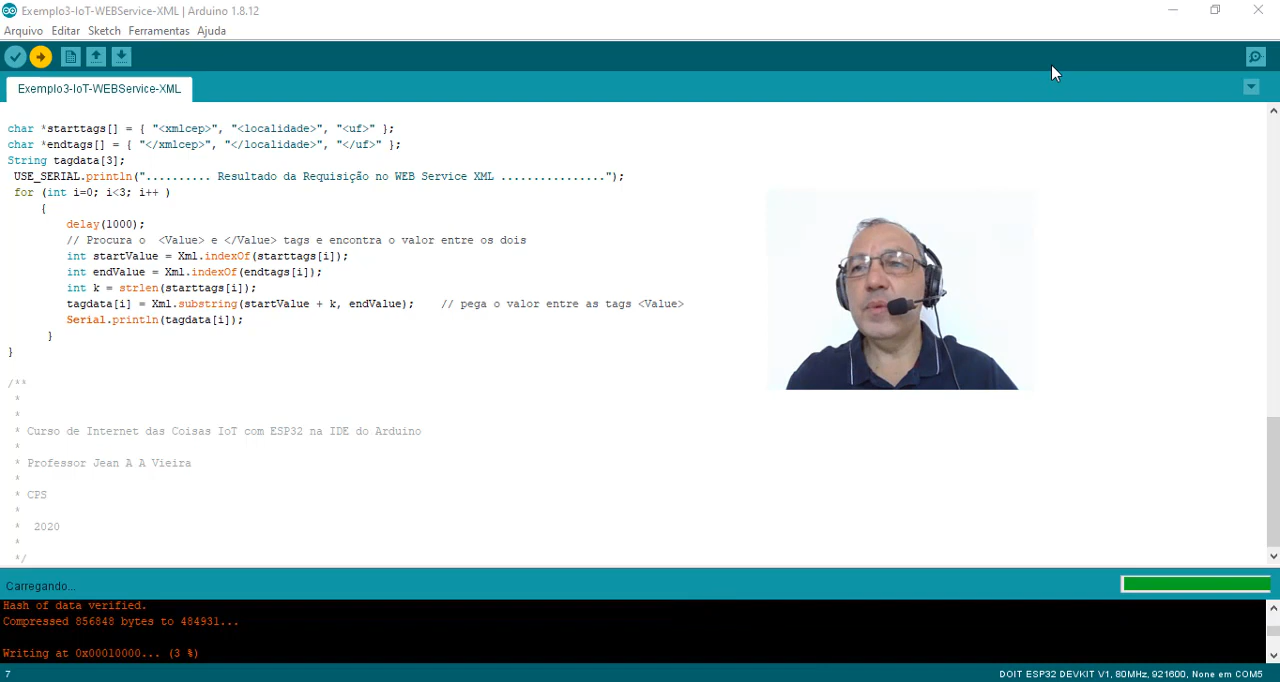 Exemplo3-IoT-WEBService-XML | Arduino 1.8.12
Arquivo Editar Sketch Ferramentas Ajuda
Exemplo3-IoT-WEBService-XML
char *starttags[] = { "<xmlcep>", "<localidade>", "<uf>" };
char *endtags[] = { "</xmlcep>", "</localidade>", "</uf>" };
String tagdata[3];
USE_SERIAL.println(".......... Resultado da Requisição no WEB Service XML ................");
for (int i=0; i<3; i++ )
{
delay(1000);
// Procura o  <Value> e </Value> tags e encontra o valor entre os dois
int startValue = Xml.indexOf(starttags[i]);
int endValue = Xml.indexOf(endtags[i]);
int k = strlen(starttags[i]);
tagdata[i] = Xml.substring(startValue + k, endValue);    // pega o valor entre as tags <Value>
Serial.println(tagdata[i]);
}
}
/**
*
*
* Curso de Internet das Coisas IoT com ESP32 na IDE do Arduino
*
* Professor Jean A A Vieira
*
* CPS
*
*  2020
*
*/
Carregando...
Hash of data verified.
Compressed 856848 bytes to 484931...
Writing at 0x00010000... (3 %)
7 DOIT ESP32 DEVKIT V1, 80MHz, 921600, None em COM5